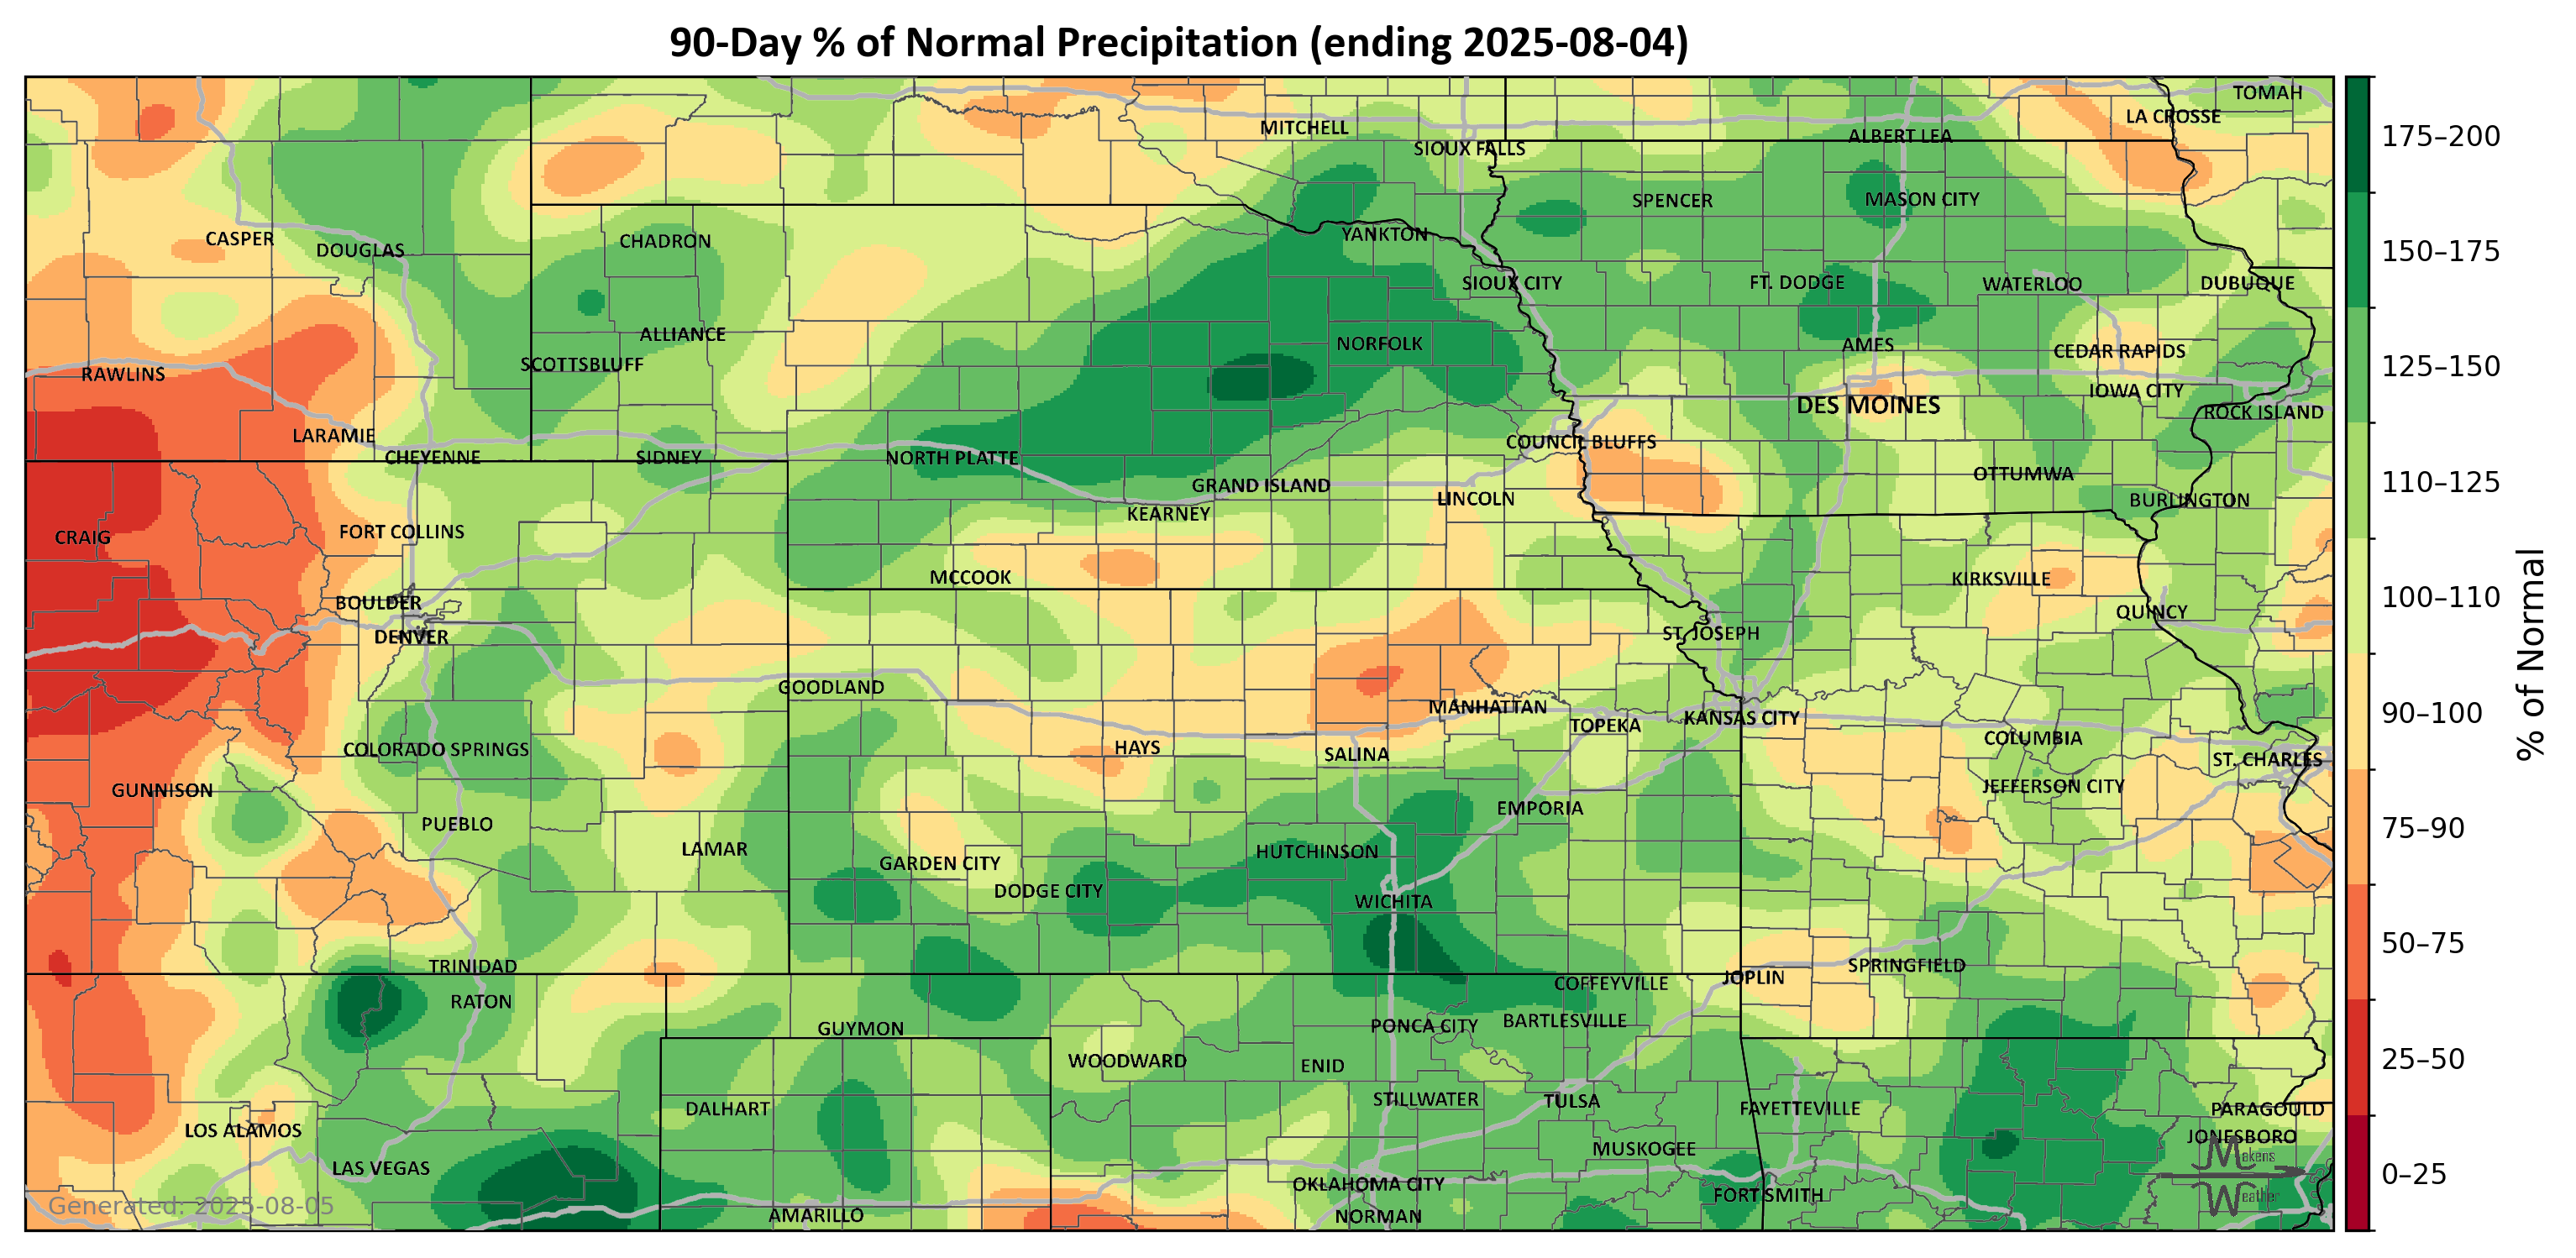 90-Day % of Normal Precipitation (ending 2025-08-04)
TOMAH
LA CROSSE
MITCHELL
ALBERT LEA
SIOUX FALLS
SPENCER
MASON CITY
CASPER
DOUGLAS
CHADRON
YANKTON
SIOUX CITY
FT. DODGE
WATERLOO
DUBUQUE
ALLIANCE
SCOTTSBLUFF
NORFOLK
AMES
CEDAR RAPIDS
RAWLINS
IOWA CITY
DES MOINES
ROCK ISLAND
LARAMIE
COUNCIL BLUFFS
CHEYENNE
SIDNEY
NORTH PLATTE
OTTUMWA
GRAND ISLAND
LINCOLN
BURLINGTON
KEARNEY
CRAIG
FORT COLLINS
MCCOOK
KIRKSVILLE
BOULDER
QUINCY
DENVER
ST. JOSEPH
GOODLAND
MANHATTAN
TOPEKA
KANSAS CITY
COLUMBIA
COLORADO SPRINGS
HAYS
SALINA
ST. CHARLES
GUNNISON
JEFFERSON CITY
EMPORIA
PUEBLO
LAMAR
HUTCHINSON
GARDEN CITY
DODGE CITY
WICHITA
TRINIDAD
SPRINGFIELD
JOPLIN
COFFEYVILLE
RATON
GUYMON
PONCA CITY
BARTLESVILLE
WOODWARD
ENID
STILLWATER
TULSA
DALHART
FAYETTEVILLE
PARAGOULD
LOS ALAMOS
JONESBORO
MUSKOGEE
LAS VEGAS
OKLAHOMA CITY
FORT SMITH
AMARILLO
NORMAN
Generated: 2025-08-05
Makens
Weather
175–200
150–175
125–150
110–125
100–110
90–100
75–90
50–75
25–50
0–25
% of Normal